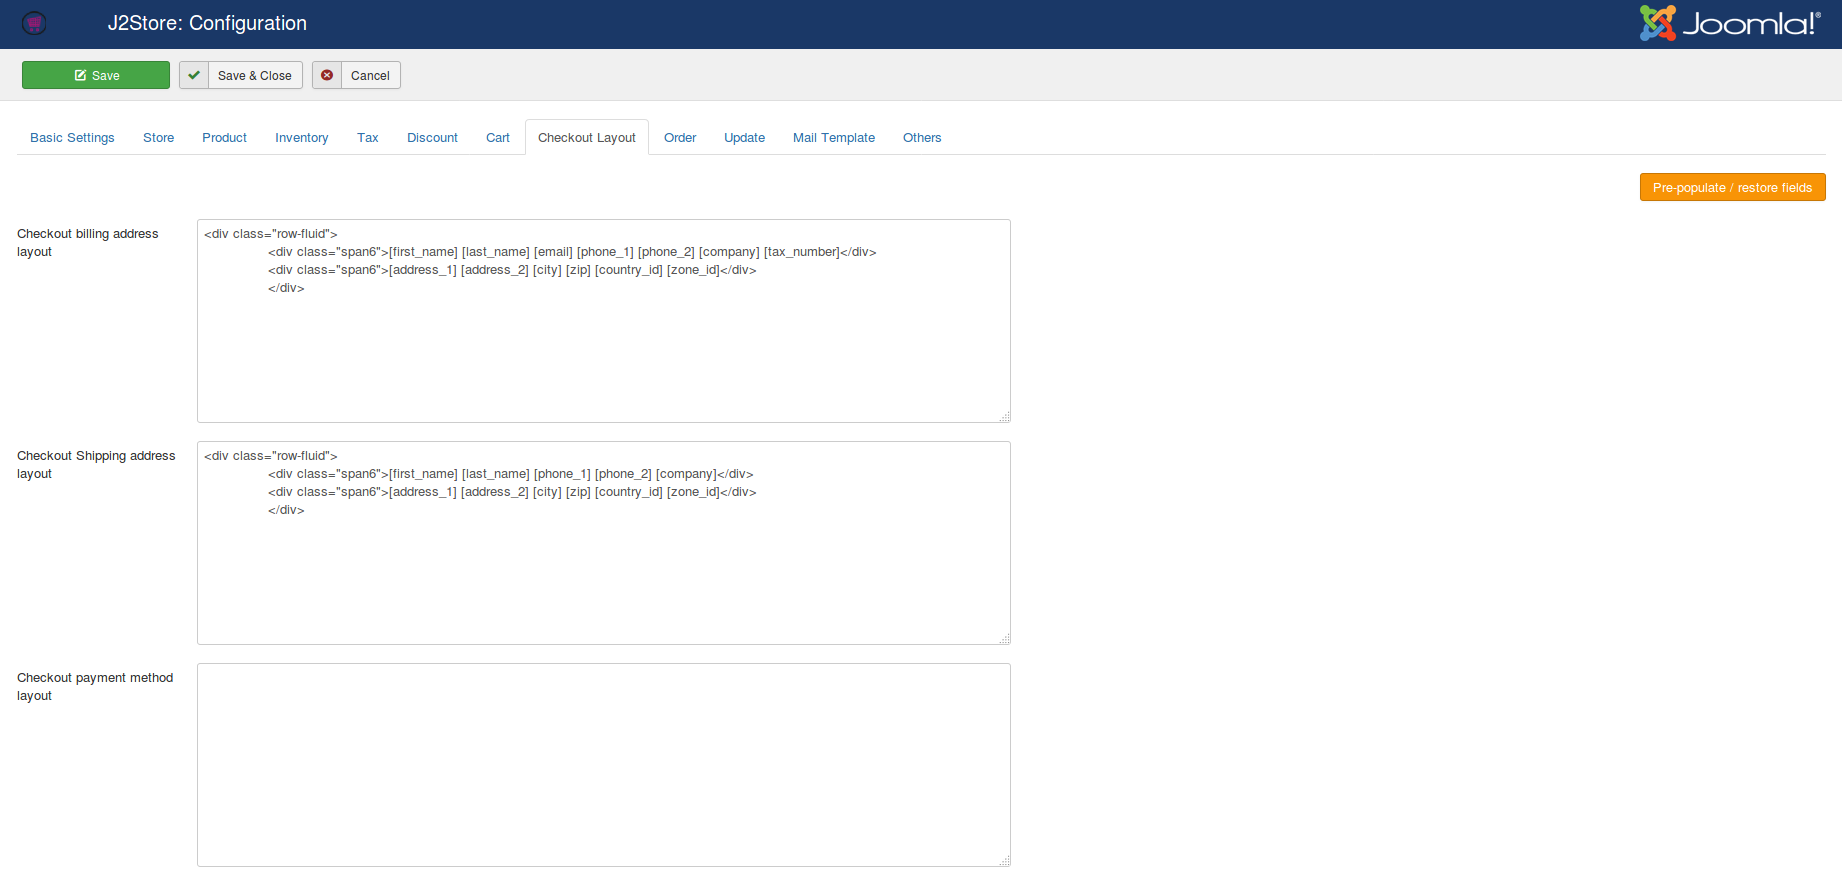 J2Store: Configuration
Joomla!®
Save
Save & Close
Cancel
Basic Settings
Store
Product
Inventory
Tax
Discount
Cart
Checkout Layout
Order
Update
Mail Template
Others
Pre-populate / restore fields
Checkout billing address
layout
<div class="row-fluid">
<div class="span6">[first_name] [last_name] [email] [phone_1] [phone_2] [company] [tax_number]</div>
<div class="span6">[address_1] [address_2] [city] [zip] [country_id] [zone_id]</div>
</div>
Checkout Shipping address
layout
<div class="row-fluid">
<div class="span6">[first_name] [last_name] [phone_1] [phone_2] [company]</div>
<div class="span6">[address_1] [address_2] [city] [zip] [country_id] [zone_id]</div>
</div>
Checkout payment method
layout